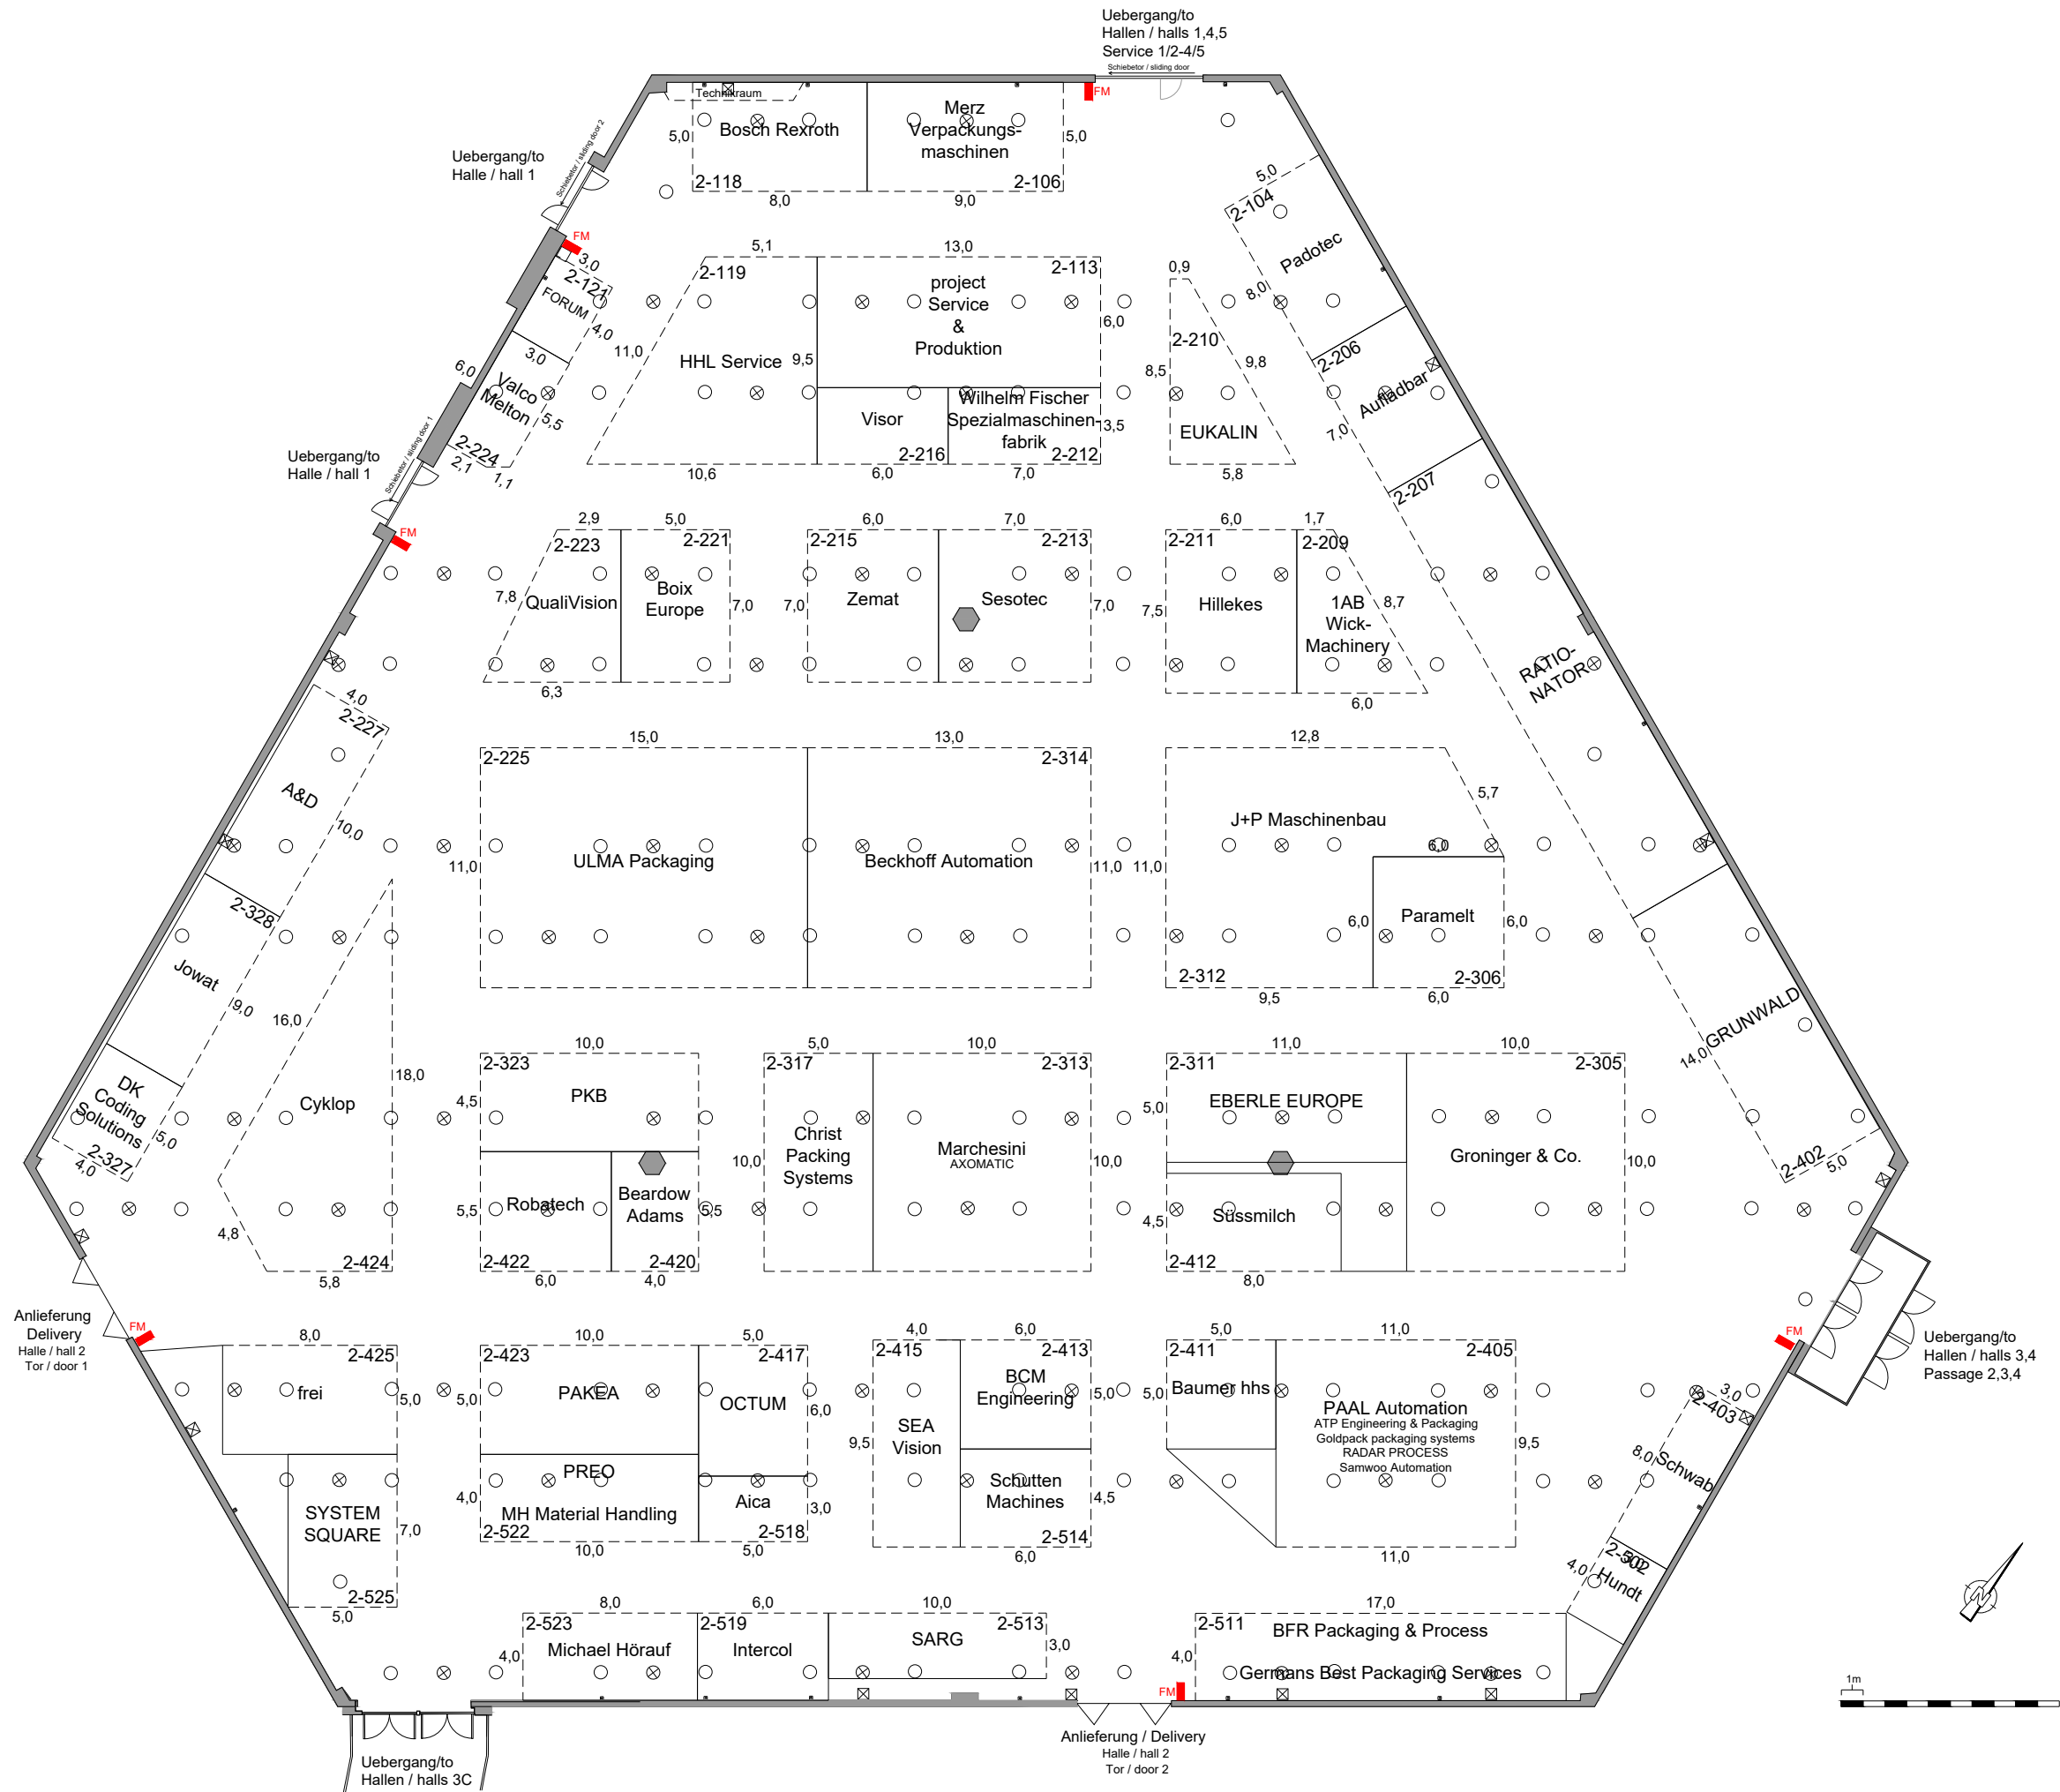 Uebergang/to
Hallen / halls 1,4,5
Service 1/2-4/5
Schiebetor / sliding door
FM
Technikraum
Bosch Rexroth
5,0
2-118
8,0
Merz
Verpackungs-
maschinen
5,0
2-106
9,0
Uebergang/to
Halle / hall 1
Schiebetor / sliding door 2
FM
3,0
2-121
FORUM
4,0
3,0
6,0
Valco
Melton
5,5
2-224
2,1
1,1
Uebergang/to
Halle / hall 1
Schiebetor / sliding door 1
FM
5,1
2-119
11,0
HHL Service
9,5
10,6
13,0
2-113
project
Service
&
Produktion
6,0
Visor
2-216
6,0
Wilhelm Fischer
Spezialmaschinen-
fabrik
3,5
2-212
7,0
0,9
2-210
8,5
9,8
EUKALIN
5,8
5,0
2-104
Padotec
8,0
2-206
Aufladbar
7,0
2-207
RATIO-
NATOR
2,9
2-223
7,8
QualiVision
6,3
5,0
2-221
Boix
Europe
7,0
6,0
2-215
7,0
Zemat
7,0
2-213
Sesotec
7,0
6,0
2-211
7,5
Hillekes
1,7
2-209
1AB
Wick-
Machinery
8,7
6,0
4,0
2-227
A&D
10,0
2-328
Jowat
9,0
DK
Coding
Solutions
5,0
2-327
4,0
15,0
2-225
11,0
ULMA Packaging
13,0
2-314
Beckhoff Automation
11,0
12,8
11,0
J+P Maschinenbau
5,7
6,0
6,0
Paramelt
6,0
2-312
9,5
2-306
6,0
GRUNWALD
14,0
2-402
5,0
16,0
18,0
Cyklop
4,8
2-424
5,8
10,0
2-323
4,5
PKB
5,5
Robatech
2-422
6,0
Beardow
Adams
5,5
2-420
4,0
5,0
2-317
Christ
Packing
Systems
10,0
10,0
2-313
Marchesini
AXOMATIC
10,0
11,0
2-311
5,0
EBERLE EUROPE
4,5
Süssmilch
2-412
8,0
10,0
2-305
Groninger & Co.
10,0
Anlieferung
Delivery
Halle / hall 2
Tor / door 1
FM
8,0
2-425
frei
5,0
SYSTEM
SQUARE
7,0
2-525
5,0
10,0
2-423
5,0
PAKEA
PREO
4,0
MH Material Handling
2-522
10,0
5,0
2-417
OCTUM
6,0
Aica
3,0
2-518
5,0
4,0
2-415
9,5
SEA
Vision
6,0
2-413
BCM
Engineering
5,0
Schutten
Machines
4,5
2-514
6,0
5,0
2-411
5,0
Baumer hhs
11,0
2-405
PAAL Automation
ATP Engineering & Packaging
Goldpack packaging systems
RADAR PROCESS
Samwoo Automation
9,5
11,0
FM
Uebergang/to
Hallen / halls 3,4
Passage 2,3,4
3,0
2-403
8,0
Schwab
2-502
3,0
4,0
Hundt
8,0
2-523
4,0
Michael Hörauf
6,0
2-519
Intercol
10,0
2-513
SARG
3,0
17,0
2-511
4,0
BFR Packaging & Process
Germans Best Packaging Services
FM
Anlieferung / Delivery
Halle / hall 2
Tor / door 2
Uebergang/to
Hallen / halls 3C
N
1m